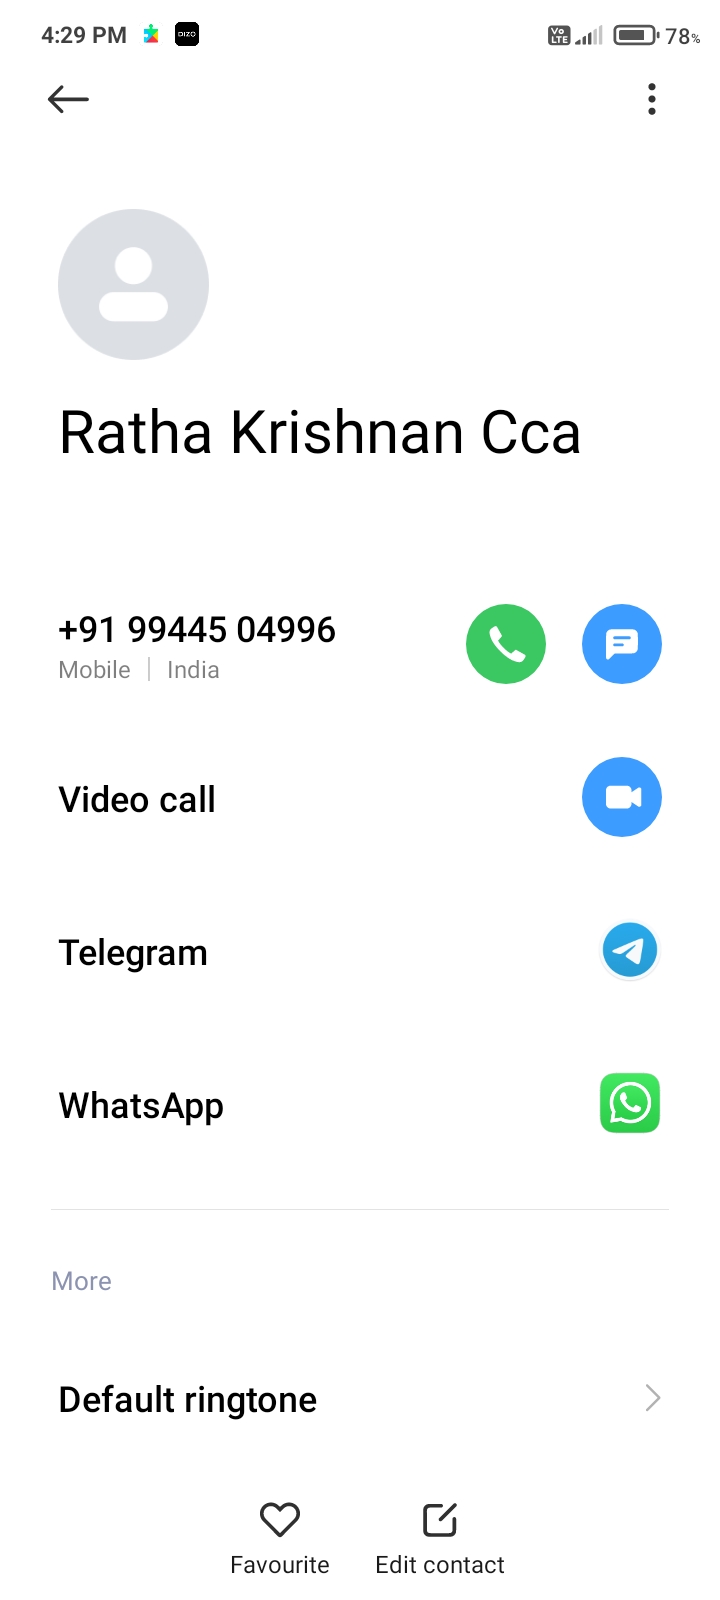 4:29 PM DIZO Vo LTE 78%
Ratha Krishnan Cca
+91 99445 04996
Mobile India
Video call
Telegram
WhatsApp
More
Default ringtone
Favourite Edit contact